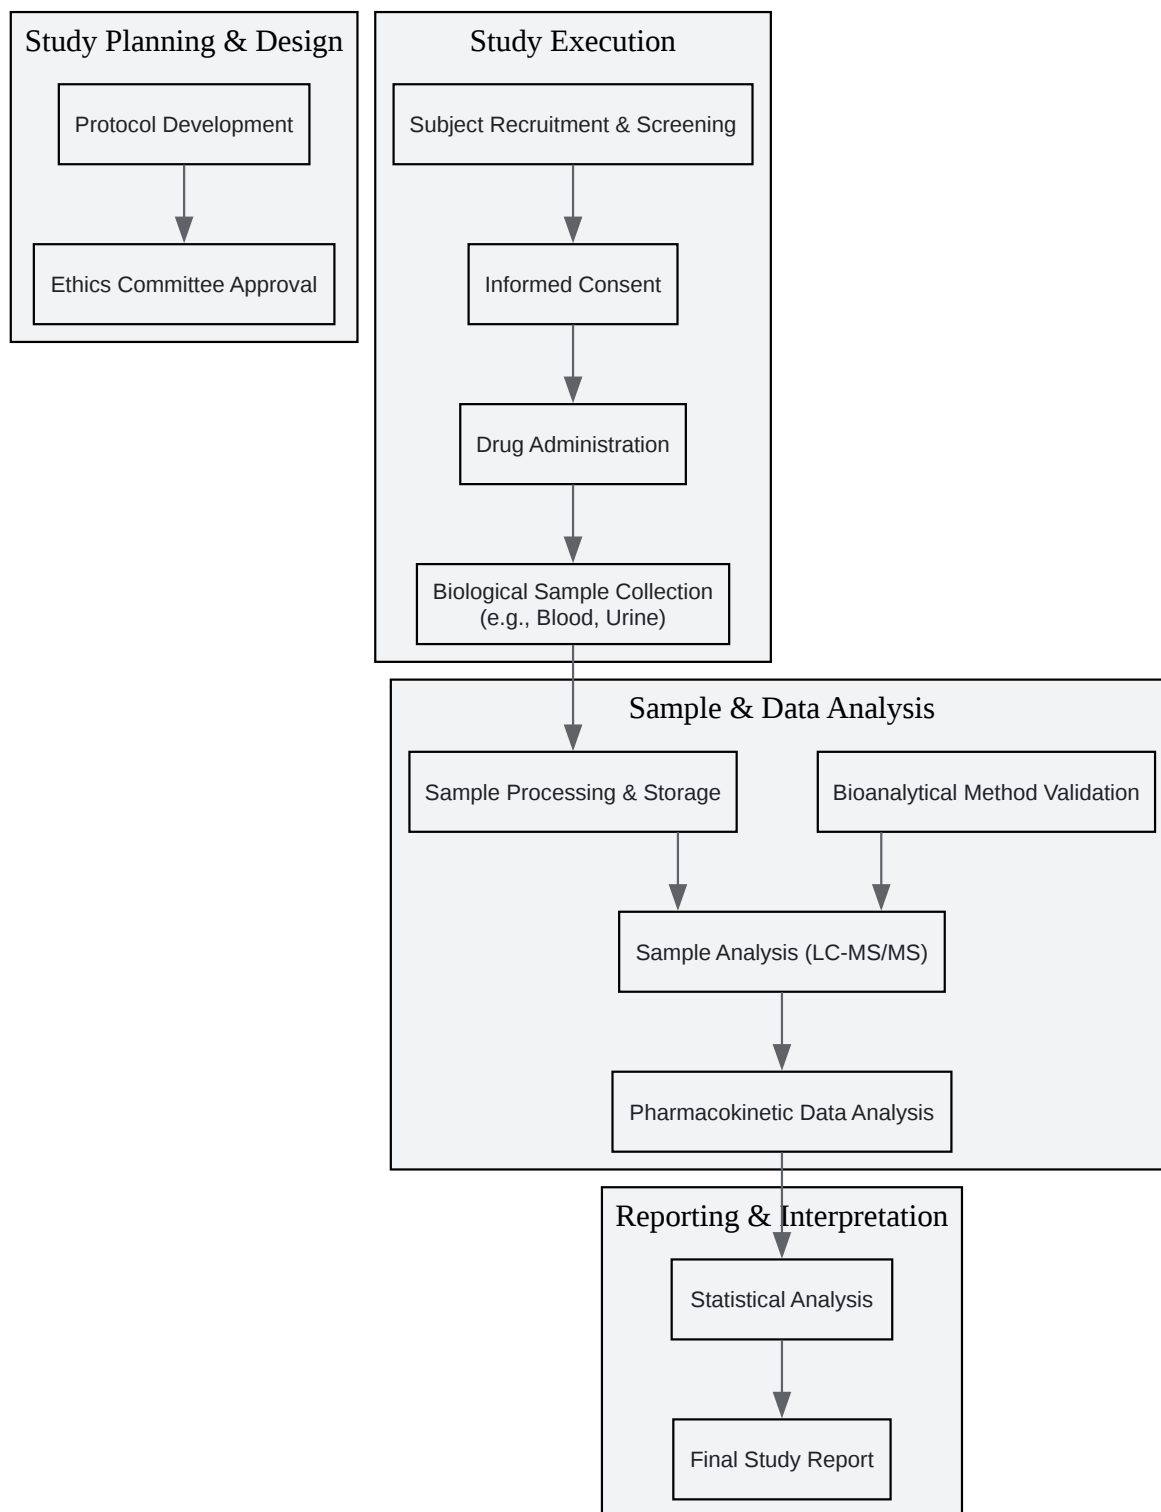 Study Planning & Design
Protocol Development
Ethics Committee Approval
Study Execution
Subject Recruitment & Screening
Informed Consent
Drug Administration
Biological Sample Collection
(e.g., Blood, Urine)
Sample & Data Analysis
Sample Processing & Storage
Bioanalytical Method Validation
Sample Analysis (LC-MS/MS)
Pharmacokinetic Data Analysis
Reporting & Interpretation
Statistical Analysis
Final Study Report